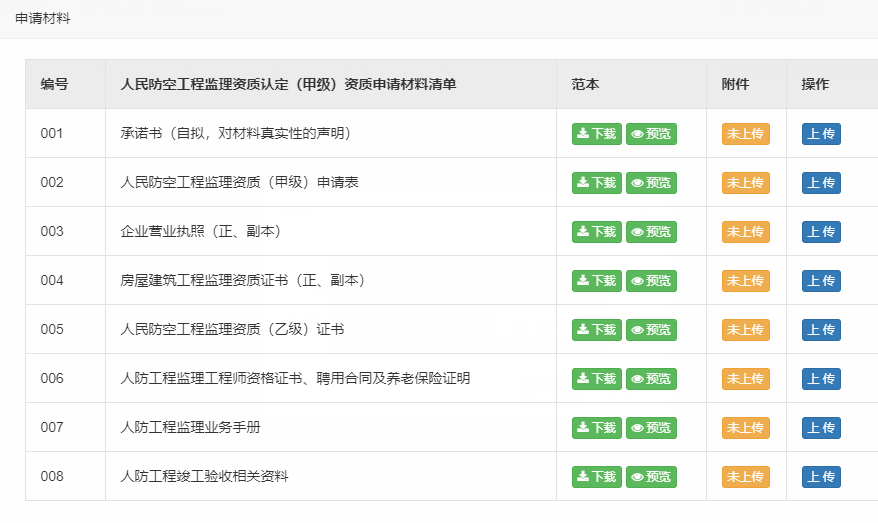 申请材料
编号 人民防空工程监理资质认定（甲级）资质申请材料清单 范本 附件 操作
001 承诺书（自拟，对材料真实性的声明） 下载 预览 未上传 上 传
002 人民防空工程监理资质（甲级）申请表 下载 预览 未上传 上 传
003 企业营业执照（正、副本） 下载 预览 未上传 上 传
004 房屋建筑工程监理资质证书（正、副本） 下载 预览 未上传 上 传
005 人民防空工程监理资质（乙级）证书 下载 预览 未上传 上 传
006 人防工程监理工程师资格证书、聘用合同及养老保险证明 下载 预览 未上传 上 传
007 人防工程监理业务手册 下载 预览 未上传 上 传
008 人防工程竣工验收相关资料 下载 预览 未上传 上 传